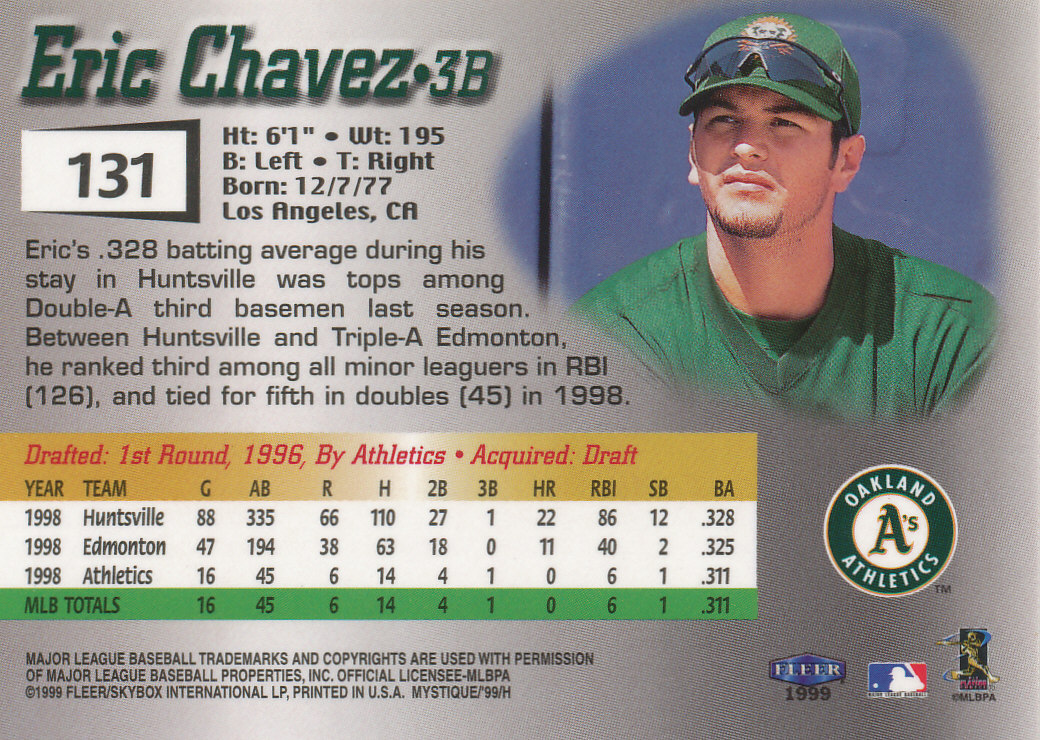 Eric Chavez•3B
131
Ht: 6'1" • Wt: 195
B: Left • T: Right
Born: 12/7/77
Los Angeles, CA
Eric's .328 batting average during his
stay in Huntsville was tops among
Double-A third basemen last season.
Between Huntsville and Triple-A Edmonton,
he ranked third among all minor leaguers in RBI
(126), and tied for fifth in doubles (45) in 1998.
Drafted: 1st Round, 1996, By Athletics • Acquired: Draft
YEAR TEAM G AB R H 2B 3B HR RBI SB BA
1998 Huntsville 88 335 66 110 27 1 22 86 12 .328
1998 Edmonton 47 194 38 63 18 0 11 40 2 .325
1998 Athletics 16 45 6 14 4 1 0 6 1 .311
MLB TOTALS 16 45 6 14 4 1 0 6 1 .311
OAKLAND
A's
ATHLETICS
TM
MAJOR LEAGUE BASEBALL TRADEMARKS AND COPYRIGHTS ARE USED WITH PERMISSION
OF MAJOR LEAGUE BASEBALL PROPERTIES, INC. OFFICIAL LICENSEE-MLBPA
©1999 FLEER/SKYBOX INTERNATIONAL LP, PRINTED IN U.S.A. MYSTIQUE/'99/H
FLEER
1999
MAJOR LEAGUE BASEBALL
©MLBPA